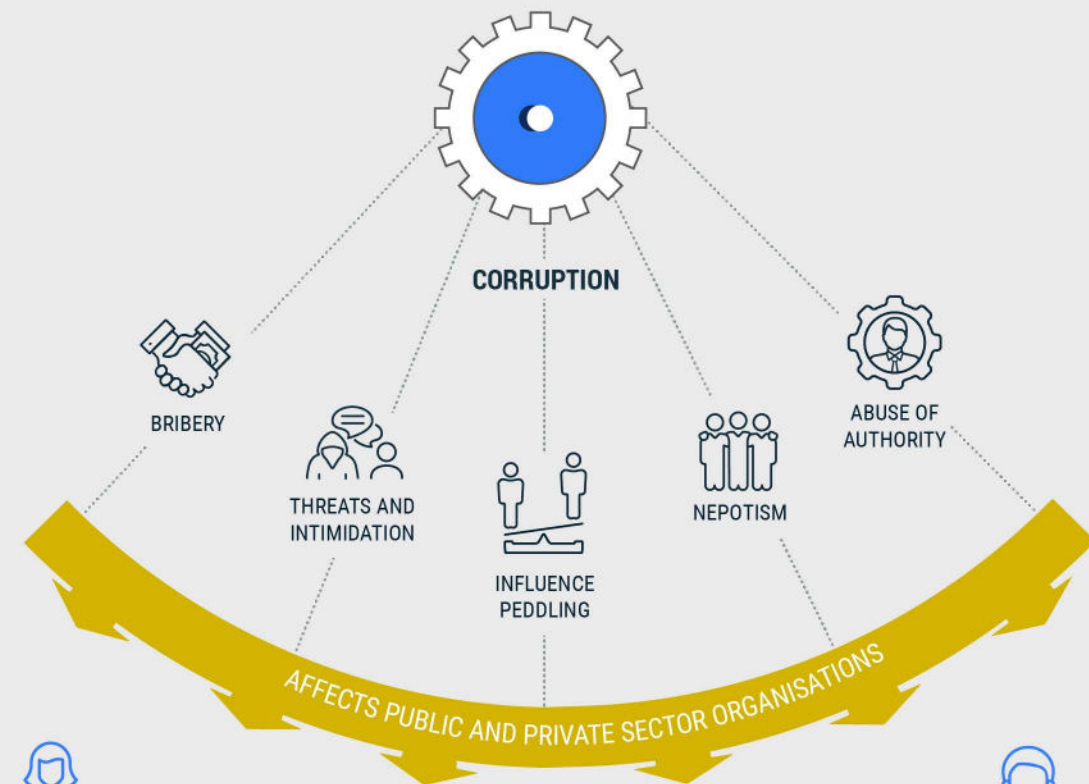 CORRUPTION
BRIBERY
THREATS AND
INTIMIDATION
INFLUENCE
PEDDLING
NEPOTISM
ABUSE OF
AUTHORITY
AFFECTS PUBLIC AND PRIVATE SECTOR ORGANISATIONS